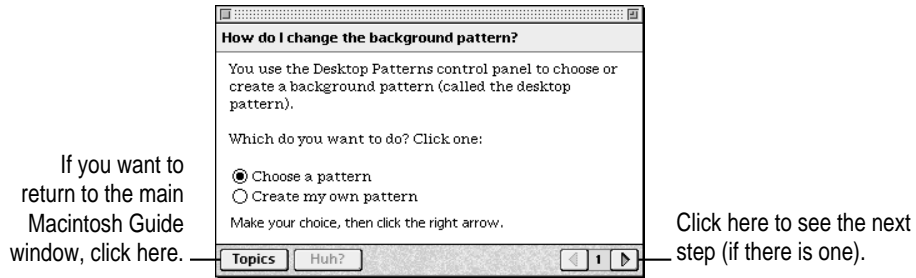 How do I change the background pattern?
You use the Desktop Patterns control panel to choose or
create a background pattern (called the desktop
pattern).
Which do you want to do? Click one:
Choose a pattern
Create my own pattern
Make your choice, then click the right arrow.
Topics Huh? 1
If you want to
return to the main
Macintosh Guide
window, click here.
Click here to see the next
step (if there is one).